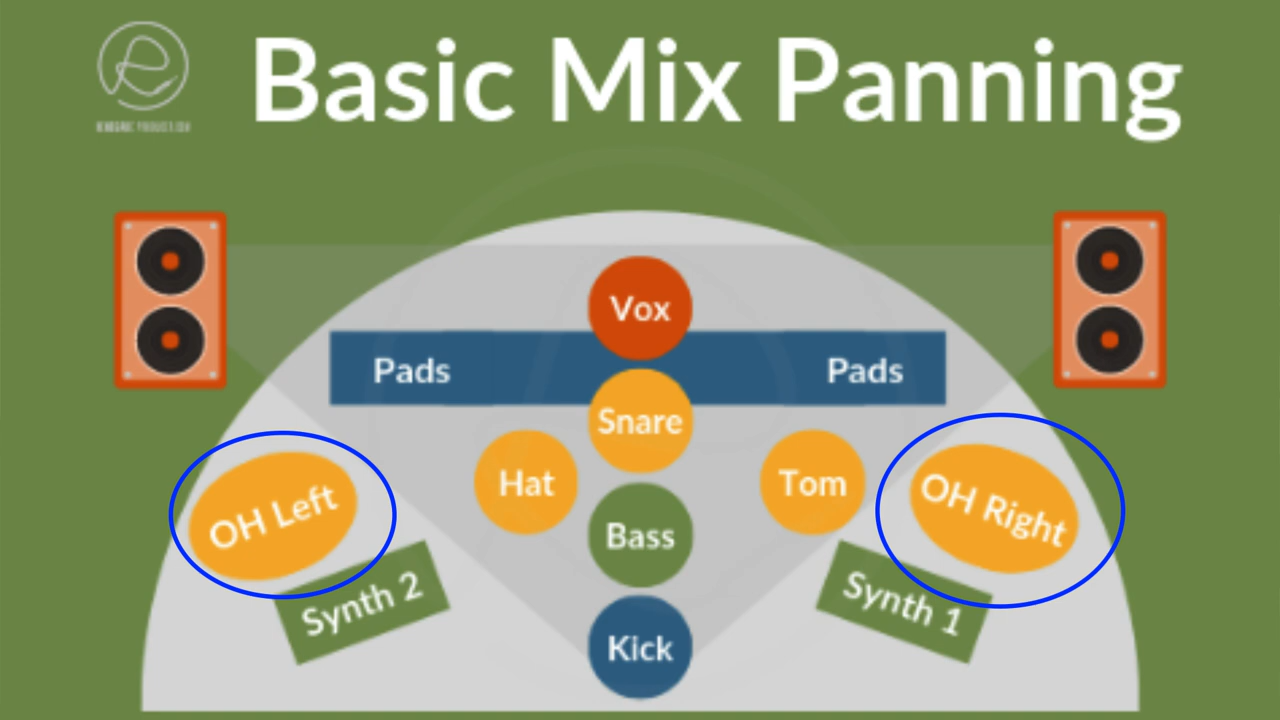 Basic Mix Panning
Vox
Pads
Pads
Snare
Hat
Tom
OH Left
OH Right
Bass
Synth 2
Synth 1
Kick